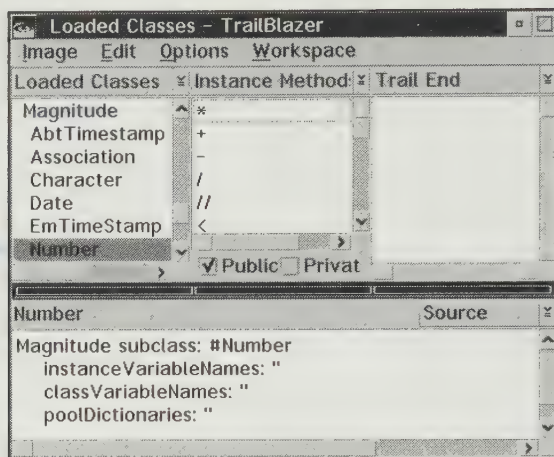 Loaded Classes - TrailBlazer
Image Edit Options Workspace
Loaded Classes Instance Method: Trail End
Magnitude
AbtTimestamp
Association
Character
Date
EmTimeStamp
Number
*
+
-
/
//
<
Public Privat
Number Source
Magnitude subclass: #Number
instanceVariableNames: ''
classVariableNames: ''
poolDictionaries: ''